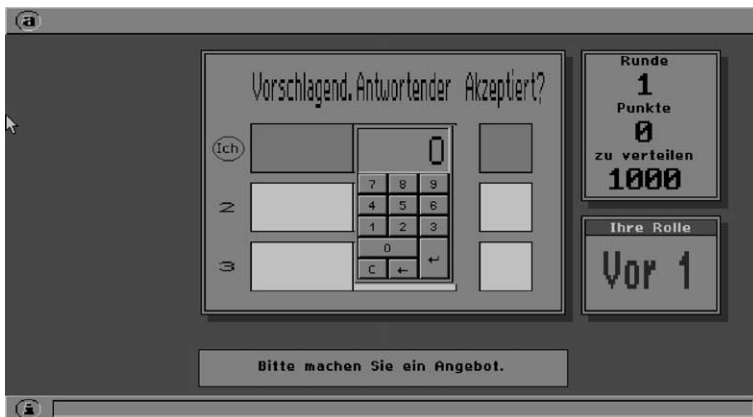 a
Vorschlagend. Antwortender Akzeptiert?
Ich
0
7 8 9
4 5 6
1 2 3
0
C ← ↵
2
3
Runde
1
Punkte
0
zu verteilen
1000
Ihre Rolle
Vor 1
Bitte machen Sie ein Angebot.
i